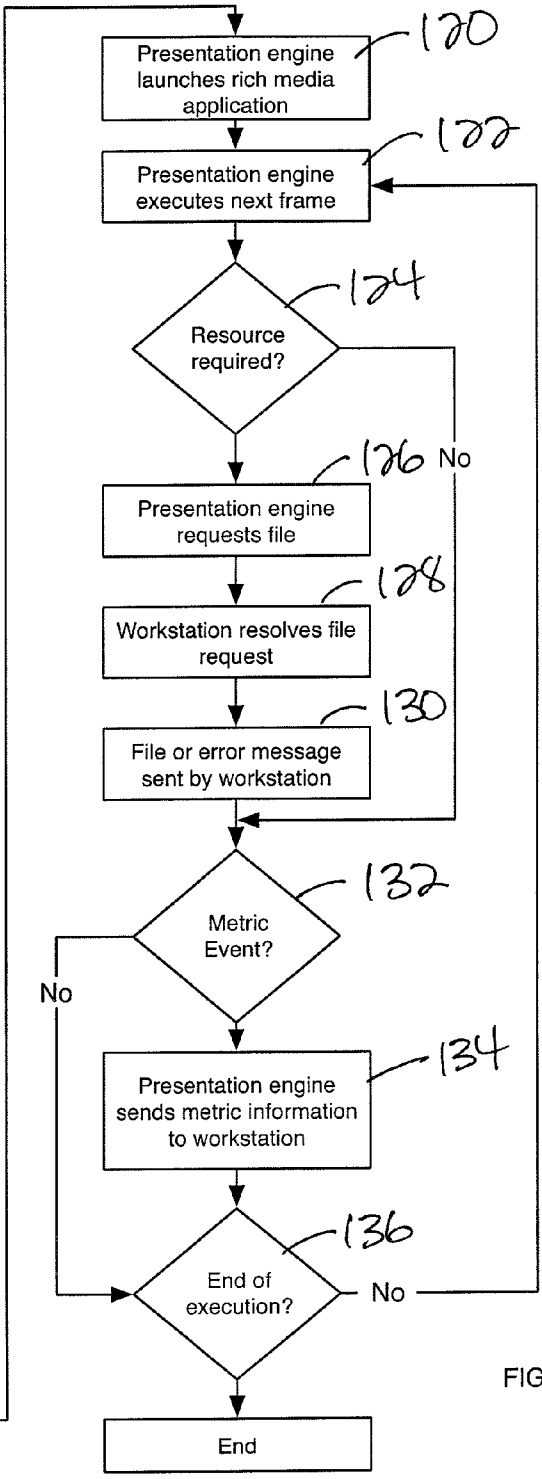 120
Presentation engine
launches rich media
application
122
Presentation engine
executes next frame
124
Resource
required?
126
No
Presentation engine
requests file
128
Workstation resolves file
request
130
File or error message
sent by workstation
132
Metric
Event?
No
134
Presentation engine
sends metric information
to workstation
136
End of
execution?
No
FIG
End